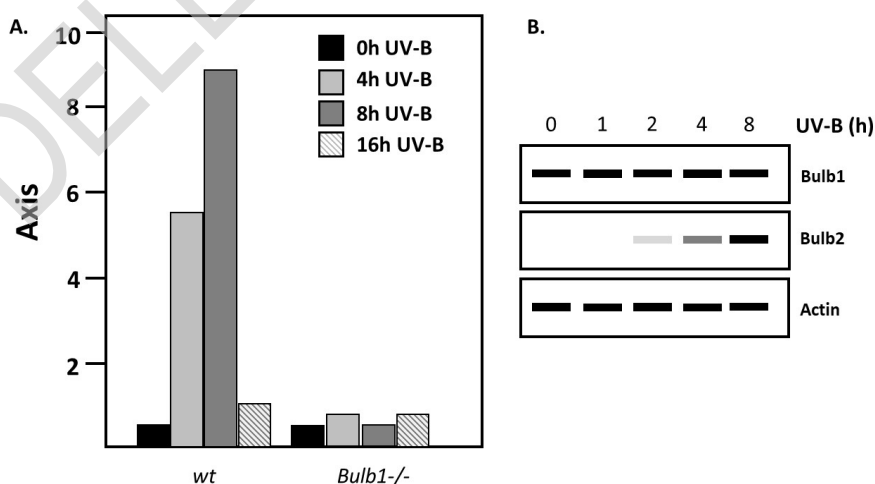 A.
10
8
6
4
2
Axis
0h UV-B
4h UV-B
8h UV-B
16h UV-B
wt
Bulb1-/-
B.
0 1 2 4 8 UV-B (h)
Bulb1
Bulb2
Actin